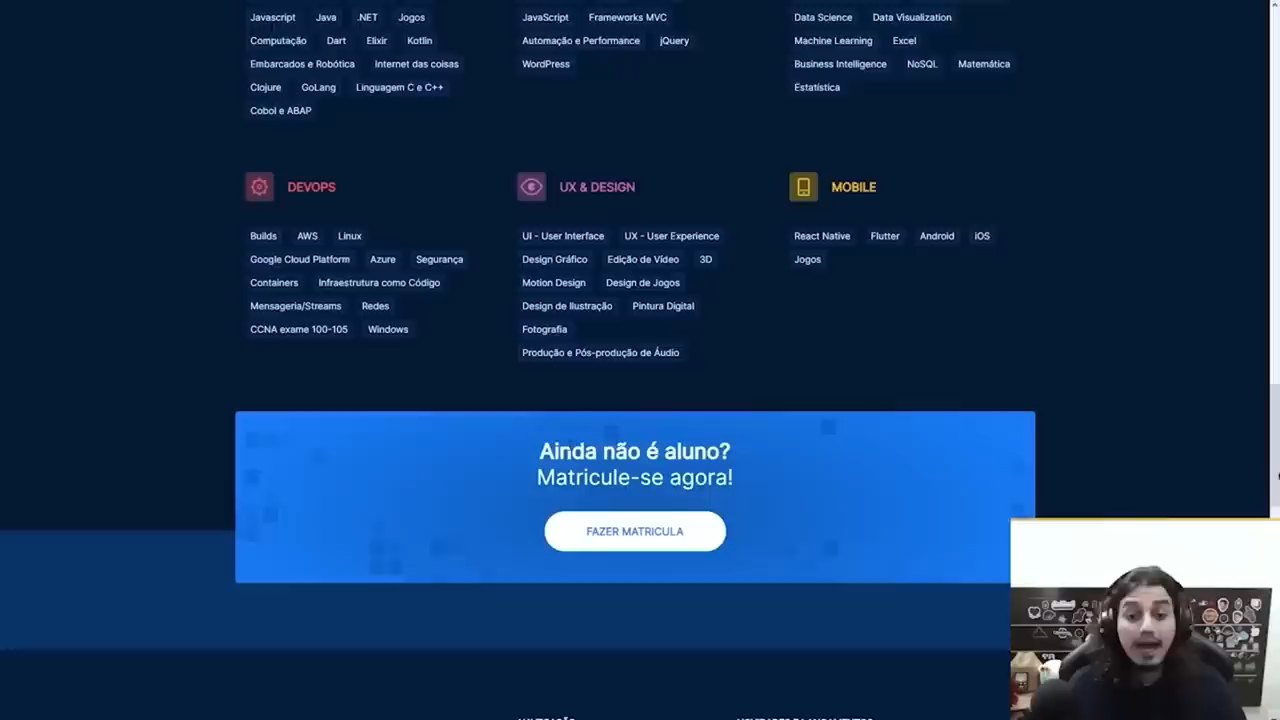 Javascript Java .NET Jogos
Computação Dart Elixir Kotlin
Embarcados e Robótica Internet das coisas
Clojure GoLang Linguagem C e C++
Cobol e ABAP
JavaScript Frameworks MVC
Automação e Performance jQuery
WordPress
Data Science Data Visualization
Machine Learning Excel
Business Intelligence NoSQL Matemática
Estatística
DEVOPS
Builds AWS Linux
Google Cloud Platform Azure Segurança
Containers Infraestrutura como Código
Mensageria/Streams Redes
CCNA exame 100-105 Windows
UX & DESIGN
UI - User Interface UX - User Experience
Design Gráfico Edição de Vídeo 3D
Motion Design Design de Jogos
Design de Ilustração Pintura Digital
Fotografia
Produção e Pós-produção de Áudio
MOBILE
React Native Flutter Android iOS
Jogos
Ainda não é aluno?
Matricule-se agora!
FAZER MATRICULA